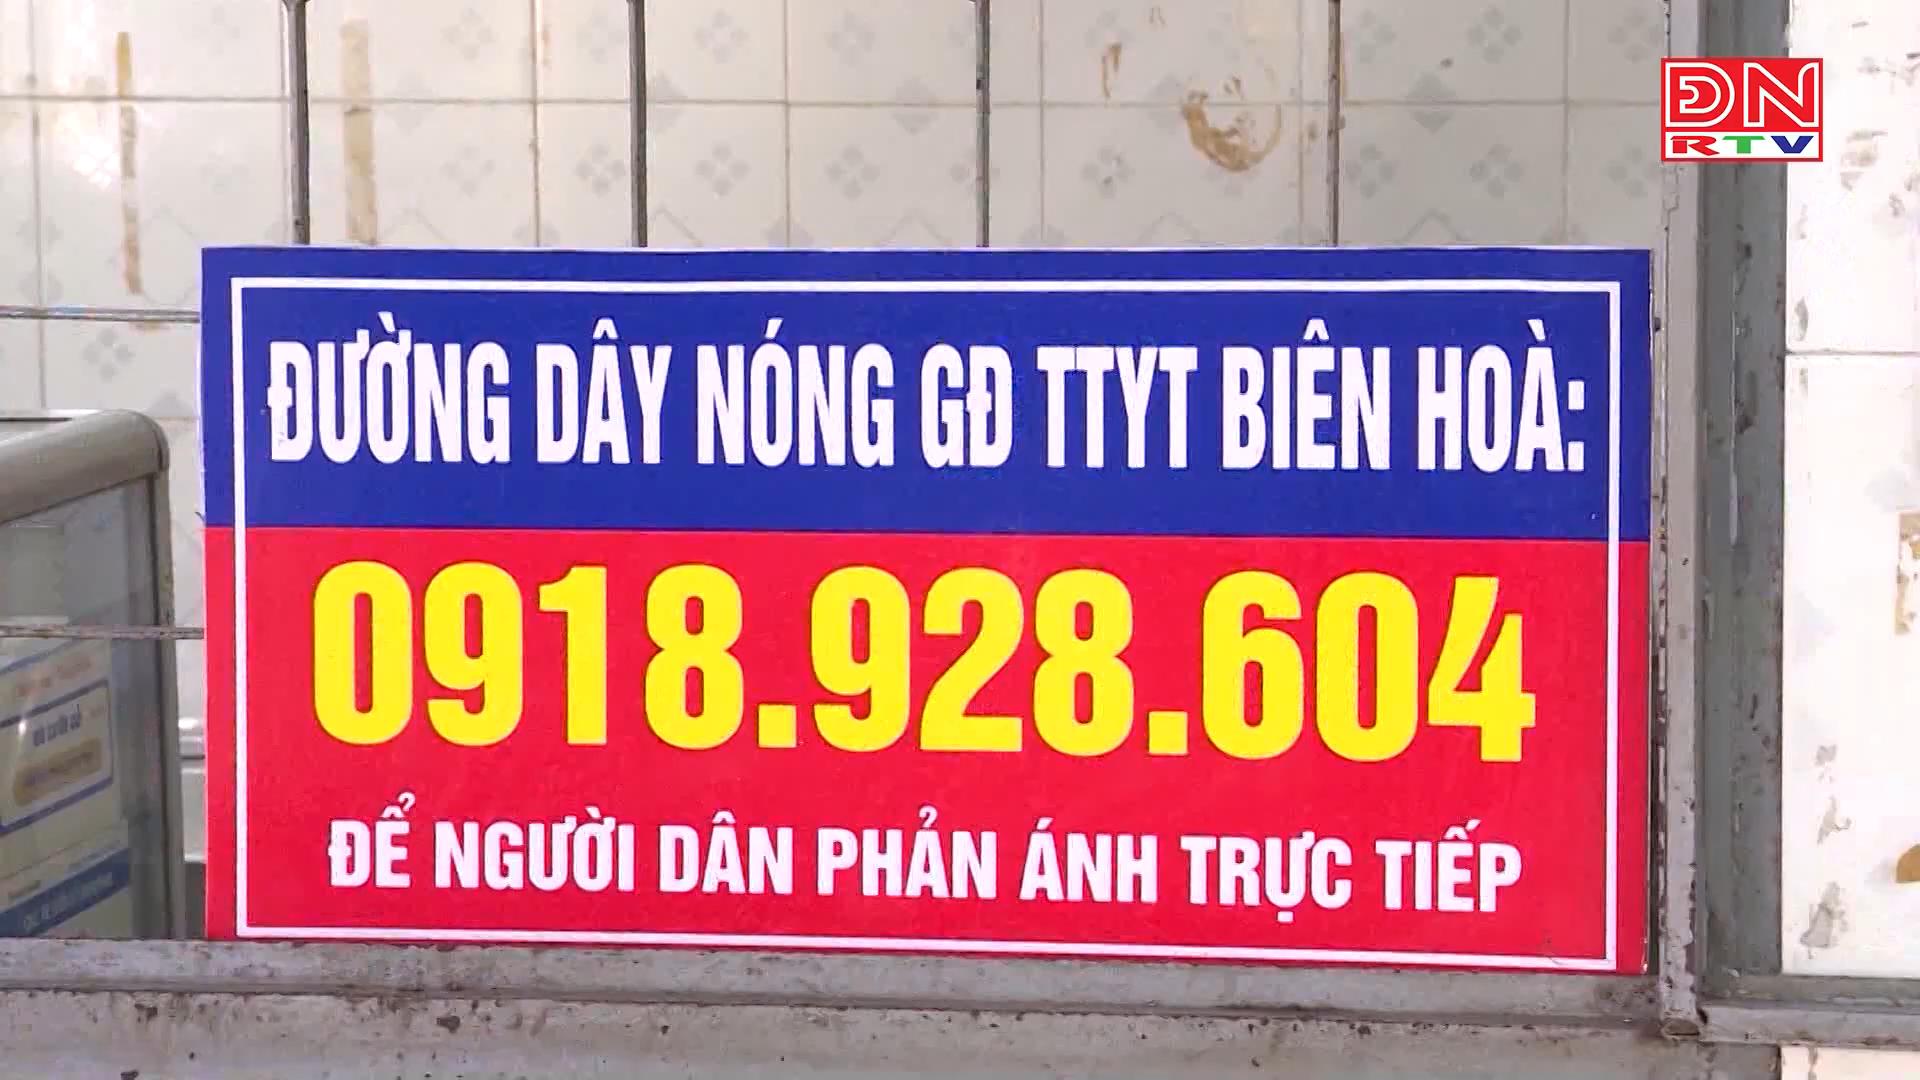 ĐN
RTV
ĐƯỜNG DÂY NÓNG GĐ TTYT BIÊN HOÀ:
0918.928.604
ĐỂ NGƯỜI DÂN PHẢN ÁNH TRỰC TIẾP